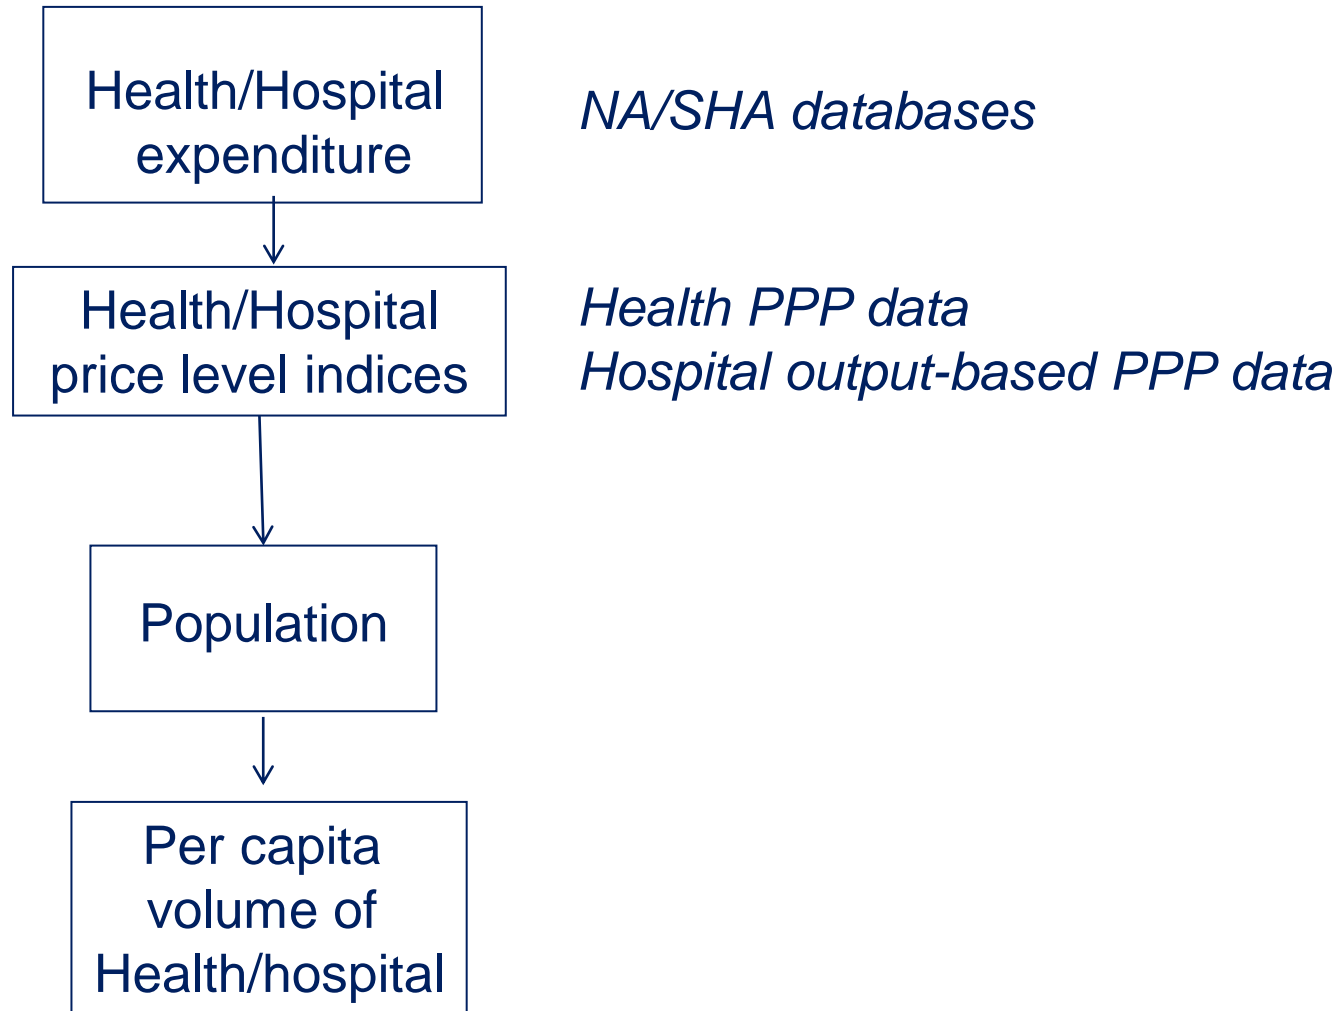 Health/Hospital
expenditure
NA/SHA databases
Health/Hospital
price level indices
Health PPP data
Hospital output-based PPP data
Population
Per capita
volume of
Health/hospital